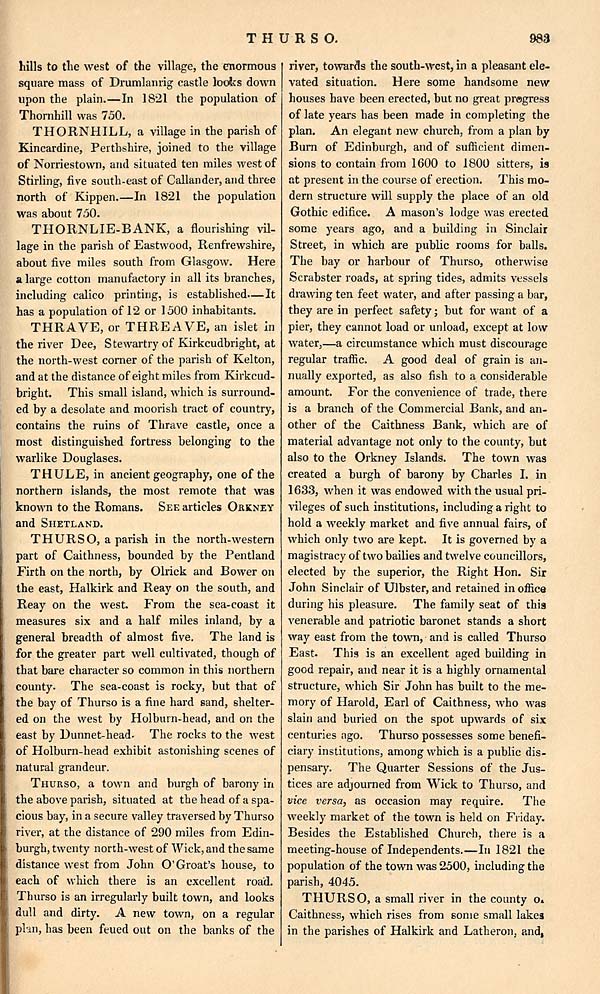 THURSO.
983
hills to the west of the village, the enormous
square mass of Drumlanrig castle looks down
upon the plain.—In 1821 the population of
Thornhill was 750.
THORNHILL, a village in the parish of
Kincardine, Perthshire, joined to the village
of Norriestown, and situated ten miles west of
Stirling, five south-east of Callander, and three
north of Kippen.—In 1821 the population
was about 750.
THORNLIE-BANK, a flourishing vil-
lage in the parish of Eastwood, Renfrewshire,
about five miles south from Glasgow. Here
a large cotton manufactory in all its branches,
including calico printing, is established.—It
has a population of 12 or 1500 inhabitants.
THRAVE, or THREAVE, an islet in
the river Dee, Stewartry of Kirkcudbright, at
the north-west corner of the parish of Kelton,
and at the distance of eight miles from Kirkcud-
bright. This small island, which is surround-
ed by a desolate and moorish tract of country,
contains the ruins of Thrave castle, once a
most distinguished fortress belonging to the
warlike Douglases.
THULE, in ancient geography, one of the
northern islands, the most remote that was
known to the Romans. SEE articles ORKNEY
and SHETLAND.
THURSO, a parish in the north-western
part of Caithness, bounded by the Pentland
Firth on the north, by Olrick and Bower on
the east, Halkirk and Reay on the south, and
Reay on the west. From the sea-coast it
measures six and a half miles inland, by a
general breadth of almost five. The land is
for the greater part well cultivated, though of
that bare character so common in this northern
county. The sea-coast is rocky, but that of
the bay of Thurso is a fine hard sand, shelter-
ed on the west by Holburn-head, and on the
east by Dunnet-head. The rocks to the west
of Holburn-head exhibit astonishing scenes of
natural grandeur.
THURSO, a town and burgh of barony in
the above parish, situated at the head of a spa-
cious bay, in a secure valley traversed by Thurso
river, at the distance of 290 miles from Edin-
burgh, twenty north-west of Wick, and the same
distance west from John O'Groat's house, to
each of which there is an excellent road.
Thurso is an irregularly built town, and looks
dull and dirty. A new town, on a regular
plan, has been feued out on the banks of the
river, towards the south-west, in a pleasant ele-
vated situation. Here some handsome new
houses have been erected, but no great progress
of late years has been made in completing the
plan. An elegant new church, from a plan by
Burn of Edinburgh, and of sufficient dimen-
sions to contain from 1600 to 1800 sitters, is
at present in the course of erection. This mo-
dern structure will supply the place of an old
Gothic edifice. A mason's lodge was erected
some years ago, and a building in Sinclair
Street, in which are public rooms for balls.
The bay or harbour of Thurso, otherwise
Scrabster roads, at spring tides, admits vessels
drawing ten feet water, and after passing a bar,
they are in perfect safety; but for want of a
pier, they cannot load or unload, except at low
water,—a circumstance which must discourage
regular traffic. A good deal of grain is an-
nually exported, as also fish to a considerable
amount. For the convenience of trade, there
is a branch of the Commercial Bank, and an-
other of the Caithness Bank, which are of
material advantage not only to the county, but
also to the Orkney Islands. The town was
created a burgh of barony by Charles I. in
1633, when it was endowed with the usual pri-
vileges of such institutions, including a right to
hold a weekly market and five annual fairs, of
which only two are kept. It is governed by a
magistracy of two bailies and twelve councillors,
elected by the superior, the Right Hon. Sir
John Sinclair of Ulbster, and retained in office
during his pleasure. The family seat of this
venerable and patriotic baronet stands a short
way east from the town, and is called Thurso
East. This is an excellent aged building in
good repair, and near it is a highly ornamental
structure, which Sir John has built to the me-
mory of Harold, Earl of Caithness, who was
slain and buried on the spot upwards of six
centuries ago. Thurso possesses some benefi-
ciary institutions, among which is a public dis-
pensary. The Quarter Sessions of the Jus-
tices are adjourned from Wick to Thurso, and
vice versa, as occasion may require. The
weekly market of the town is held on Friday.
Besides the Established Church, there is a
meeting-house of Independents.—In 1821 the
population of the town was 2500, including the
parish, 4045.
THURSO, a small river in the county o.
Caithness, which rises from some small lakes
in the parishes of Halkirk and Latheron, and,